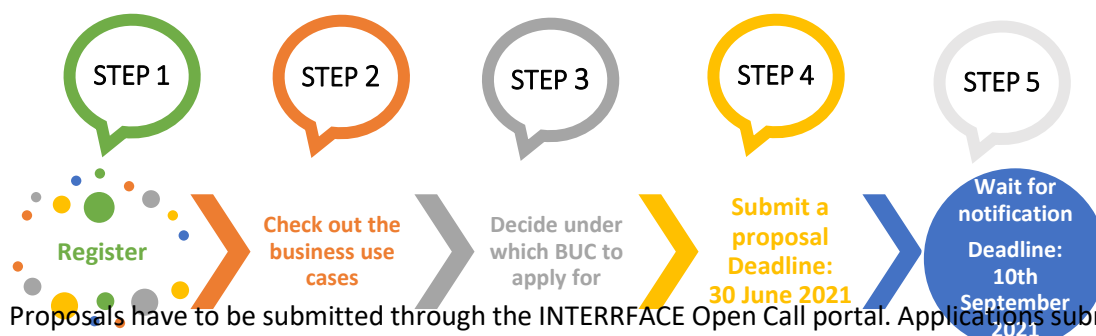 STEP 1
STEP 2
STEP 3
STEP 4
STEP 5
Register
Check out the
business use
cases
Decide under
which BUC to
apply for
Submit a
proposal
Deadline:
30 June 2021
Wait for
notification
Deadline:
10th
September
2021
Proposals have to be submitted through the INTERRFACE Open Call portal. Applications subm